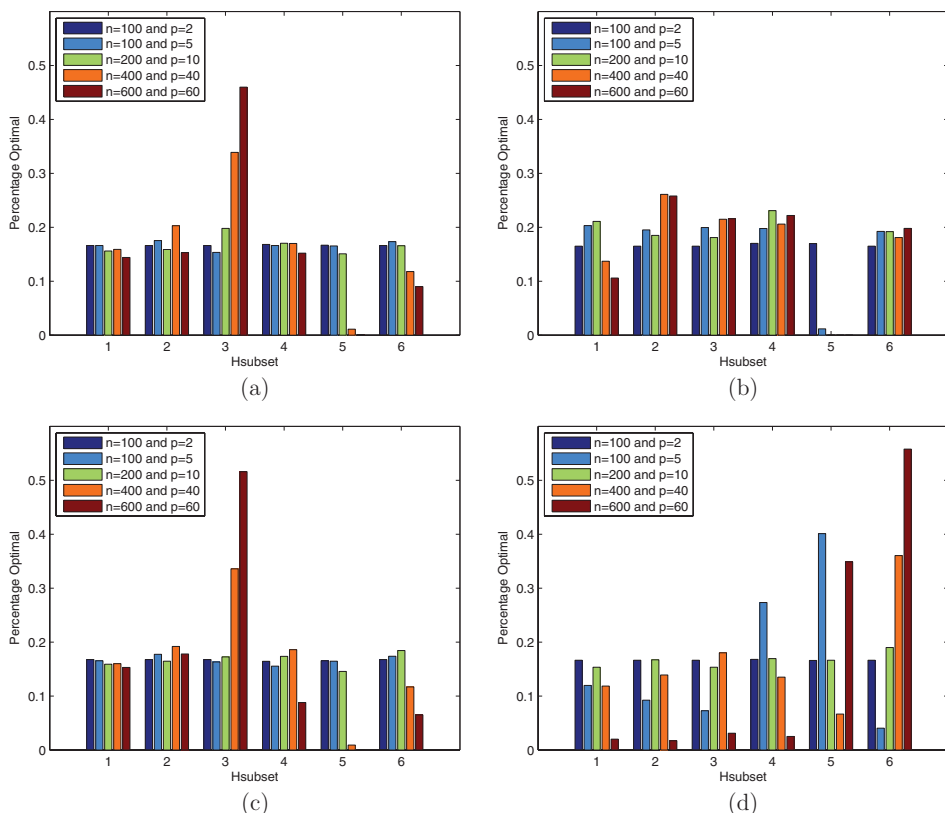 n=100 and p=2
n=100 and p=5
n=200 and p=10
n=400 and p=40
n=600 and p=60
0.5
0.4
0.3
0.2
0.1
0
Percentage Optimal
1 2 3 4 5 6
Hsubset
(a)
n=100 and p=2
n=100 and p=5
n=200 and p=10
n=400 and p=40
n=600 and p=60
0.5
0.4
0.3
0.2
0.1
0
Percentage Optimal
1 2 3 4 5 6
Hsubset
(b)
n=100 and p=2
n=100 and p=5
n=200 and p=10
n=400 and p=40
n=600 and p=60
0.5
0.4
0.3
0.2
0.1
0
Percentage Optimal
1 2 3 4 5 6
Hsubset
(c)
n=100 and p=2
n=100 and p=5
n=200 and p=10
n=400 and p=40
n=600 and p=60
0.5
0.4
0.3
0.2
0.1
0
Percentage Optimal
1 2 3 4 5 6
Hsubset
(d)